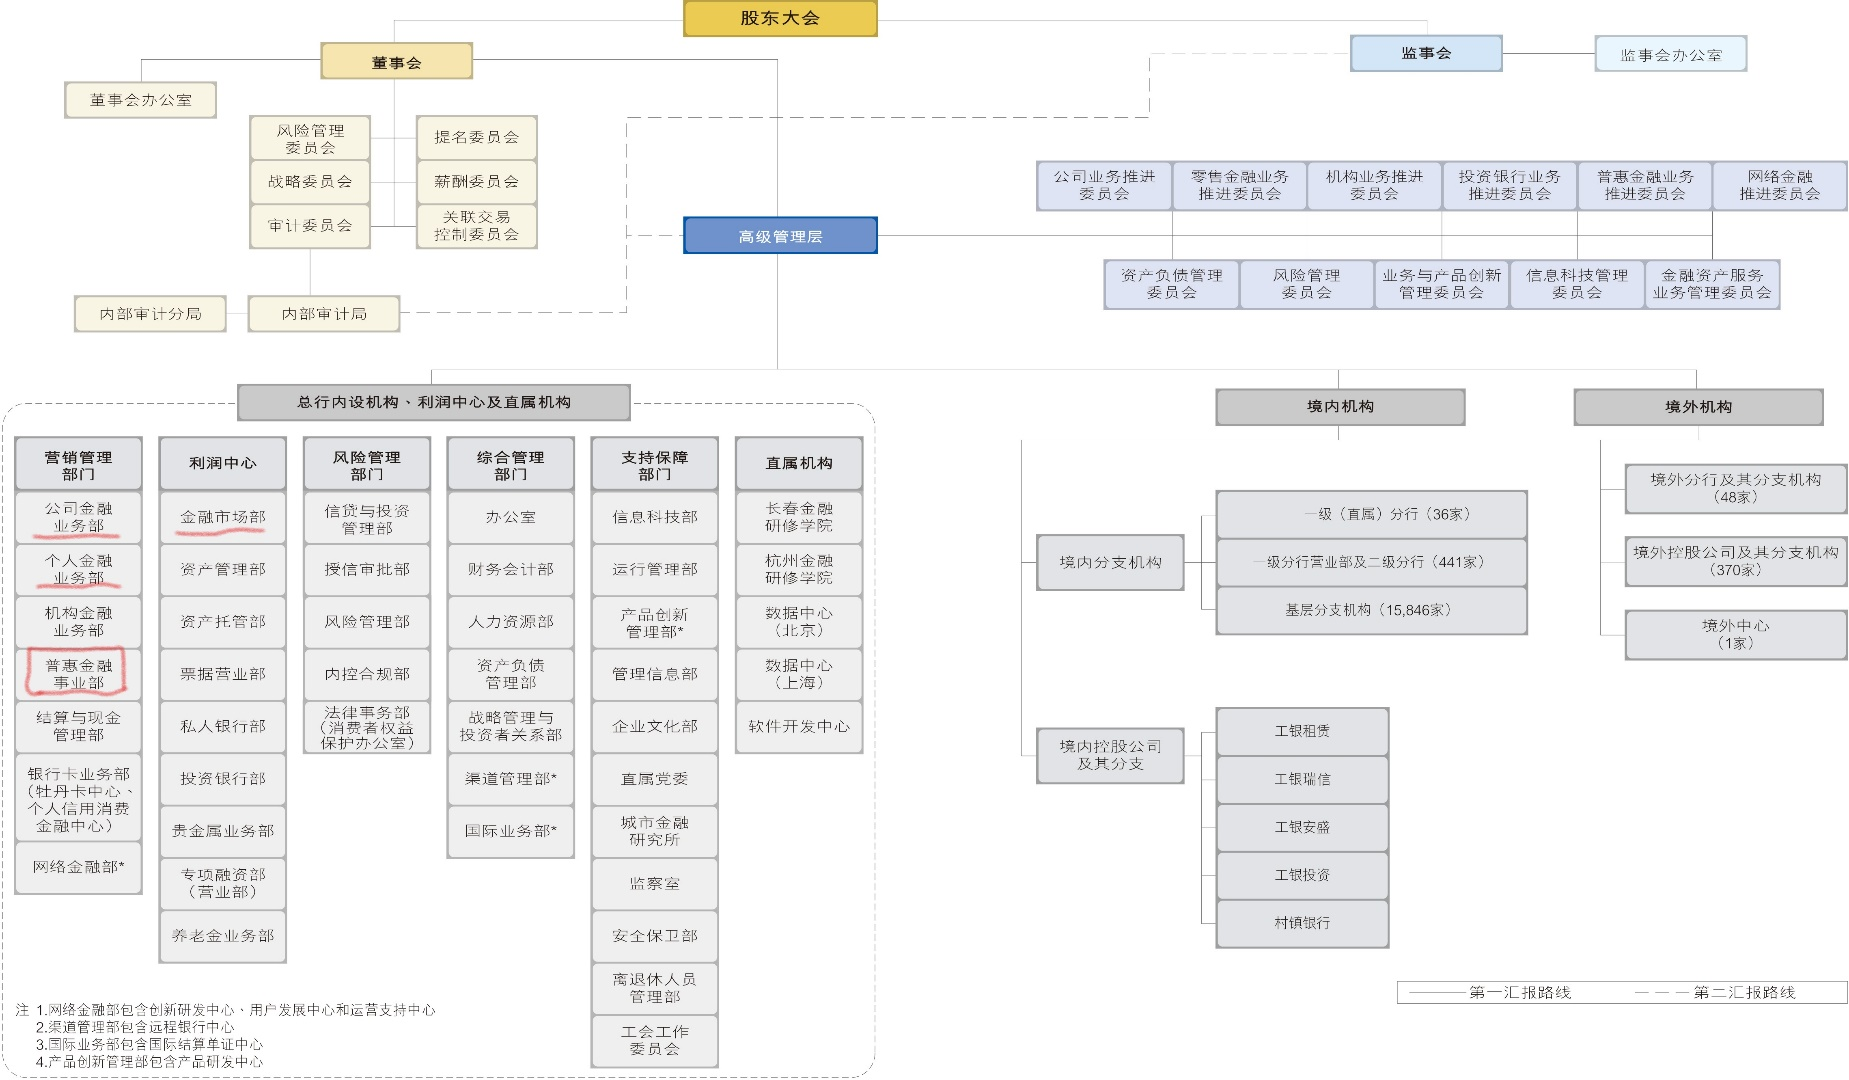 股东大会
董事会
监事会
监事会办公室
董事会办公室
风险管理
委员会
提名委员会
战略委员会
薪酬委员会
审计委员会
关联交易
控制委员会
内部审计分局
内部审计局
高级管理层
公司业务推进
委员会
零售金融业务
推进委员会
机构业务推进
委员会
投资银行业务
推进委员会
普惠金融业务
推进委员会
网络金融
推进委员会
资产负债管理
委员会
风险管理
委员会
业务与产品创新
管理委员会
信息科技管理
委员会
金融资产服务
业务管理委员会
总行内设机构、利润中心及直属机构
营销管理
部门
公司金融
业务部
个人金融
业务部
机构金融
业务部
普惠金融
事业部
结算与现金
管理部
银行卡业务部
（牡丹卡中心、
个人信用消费
金融中心）
网络金融部*
利润中心
金融市场部
资产管理部
资产托管部
票据营业部
私人银行部
投资银行部
贵金属业务部
专项融资部
（营业部）
养老金业务部
风险管理
部门
信贷与投资
管理部
授信审批部
风险管理部
内控合规部
法律事务部
（消费者权益
保护办公室）
综合管理
部门
办公室
财务会计部
人力资源部
资产负债
管理部
战略管理与
投资者关系部
渠道管理部*
国际业务部*
支持保障
部门
信息科技部
运行管理部
产品创新
管理部*
管理信息部
企业文化部
直属党委
城市金融
研究所
监察室
安全保卫部
离退休人员
管理部
工会工作
委员会
直属机构
长春金融
研修学院
杭州金融
研修学院
数据中心
（北京）
数据中心
（上海）
软件开发中心
注 1.网络金融部包含创新研发中心、用户发展中心和运营支持中心
2.渠道管理部包含远程银行中心
3.国际业务部包含国际结算单证中心
4.产品创新管理部包含产品研发中心
境内机构
境内分支机构
一级（直属）分行（36家）
一级分行营业部及二级分行（441家）
基层分支机构（15,846家）
境内控股公司
及其分支
工银租赁
工银瑞信
工银安盛
工银投资
村镇银行
境外机构
境外分行及其分支机构
（48家）
境外控股公司及其分支机构
（370家）
境外中心
（1家）
第一汇报路线
第二汇报路线